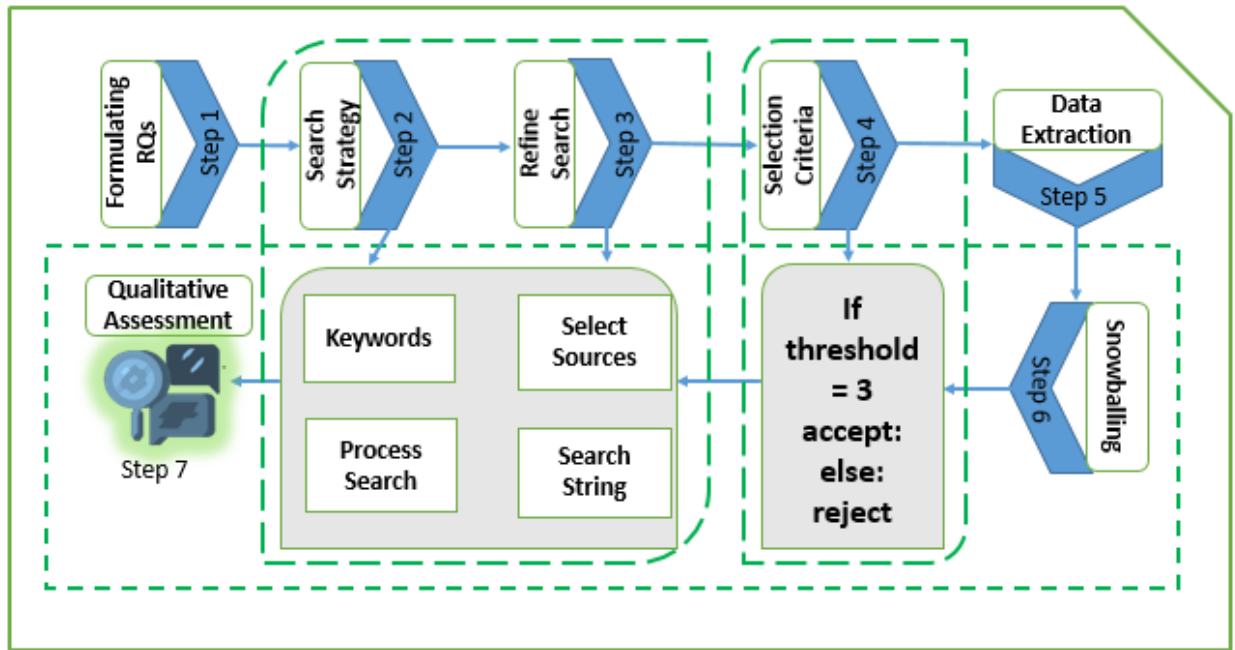 Formulating
RQs
Step 1
Search
Strategy
Step 2
Refine
Search
Step 3
Selection
Criteria
Step 4
Data
Extraction
Step 5
Qualitative
Assessment
Step 7
Keywords
Select
Sources
Process
Search
Search
String
If
threshold
= 3
accept:
else:
reject
Step 6
Snowballing